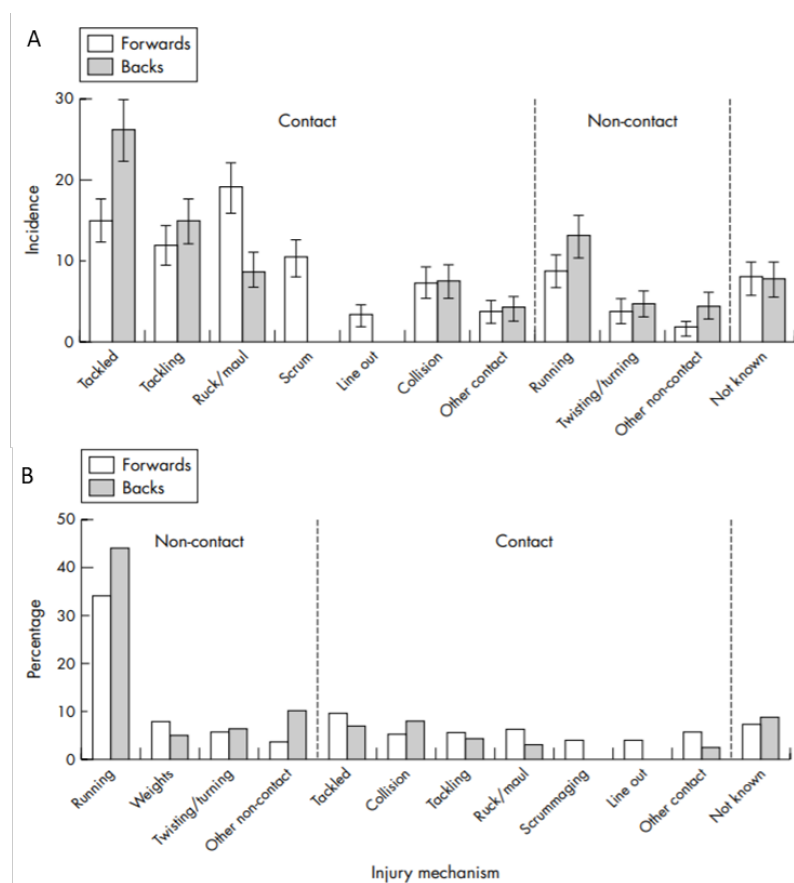 A
Forwards
Backs
30
20
10
0
Incidence
Contact
Non-contact
Tackled
Tackling
Ruck/maul
Scrum
Line out
Collision
Other contact
Running
Twisting/turning
Other non-contact
Not known
B
Forwards
Backs
50
40
30
20
10
0
Percentage
Non-contact
Contact
Running
Weights
Twisting/turning
Other non-contact
Tackled
Collision
Tackling
Ruck/maul
Scrummaging
Line out
Other contact
Not known
Injury mechanism